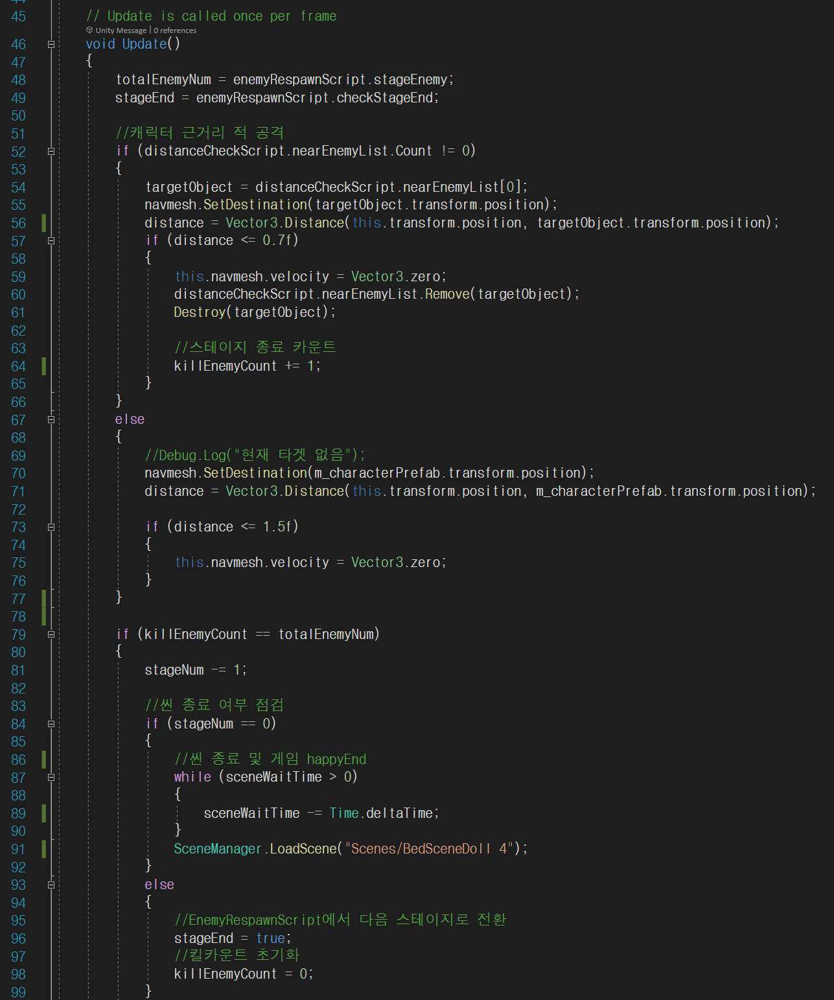 45 // Update is called once per frame
Unity Message | 0 references
46 void Update()
47 {
48 totalEnemyNum = enemyRespawnScript.stageEnemy;
49 stageEnd = enemyRespawnScript.checkStageEnd;
50
51 //캐릭터 근거리 적 공격
52 if (distanceCheckScript.nearEnemyList.Count != 0)
53 {
54 targetObject = distanceCheckScript.nearEnemyList[0];
55 navmesh.SetDestination(targetObject.transform.position);
56 distance = Vector3.Distance(this.transform.position, targetObject.transform.position);
57 if (distance <= 0.7f)
58 {
59 this.navmesh.velocity = Vector3.zero;
60 distanceCheckScript.nearEnemyList.Remove(targetObject);
61 Destroy(targetObject);
62
63 //스테이지 종료 카운트
64 killEnemyCount += 1;
65 }
66 }
67 else
68 {
69 //Debug.Log("현재 타겟 없음");
70 navmesh.SetDestination(m_characterPrefab.transform.position);
71 distance = Vector3.Distance(this.transform.position, m_characterPrefab.transform.position);
72
73 if (distance <= 1.5f)
74 {
75 this.navmesh.velocity = Vector3.zero;
76 }
77 }
78
79 if (killEnemyCount == totalEnemyNum)
80 {
81 stageNum -= 1;
82
83 //씬 종료 여부 점검
84 if (stageNum == 0)
85 {
86 //씬 종료 및 게임 happyEnd
87 while (sceneWaitTime > 0)
88 {
89 sceneWaitTime -= Time.deltaTime;
90 }
91 SceneManager.LoadScene("Scenes/BedSceneDoll 4");
92 }
93 else
94 {
95 //EnemyRespawnScript에서 다음 스테이지로 전환
96 stageEnd = true;
97 //킬카운트 초기화
98 killEnemyCount = 0;
99 }